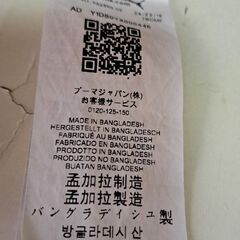 プーマジャパン(株)
お客様サービス
0120-125-150
MADE IN BANGLADESH
HERGESTELLT IN BANGLADESCH
FABRIQUÉ AU BANGLADESH
FABRICADO EN BANGLADESH
PRODOTTO IN BANGLADESH
PRODUZIDO NO BANGLADESH
BUATAN BANGLADESH
孟加拉制造
孟加拉製造
バングラディシュ製
방글라데시 산